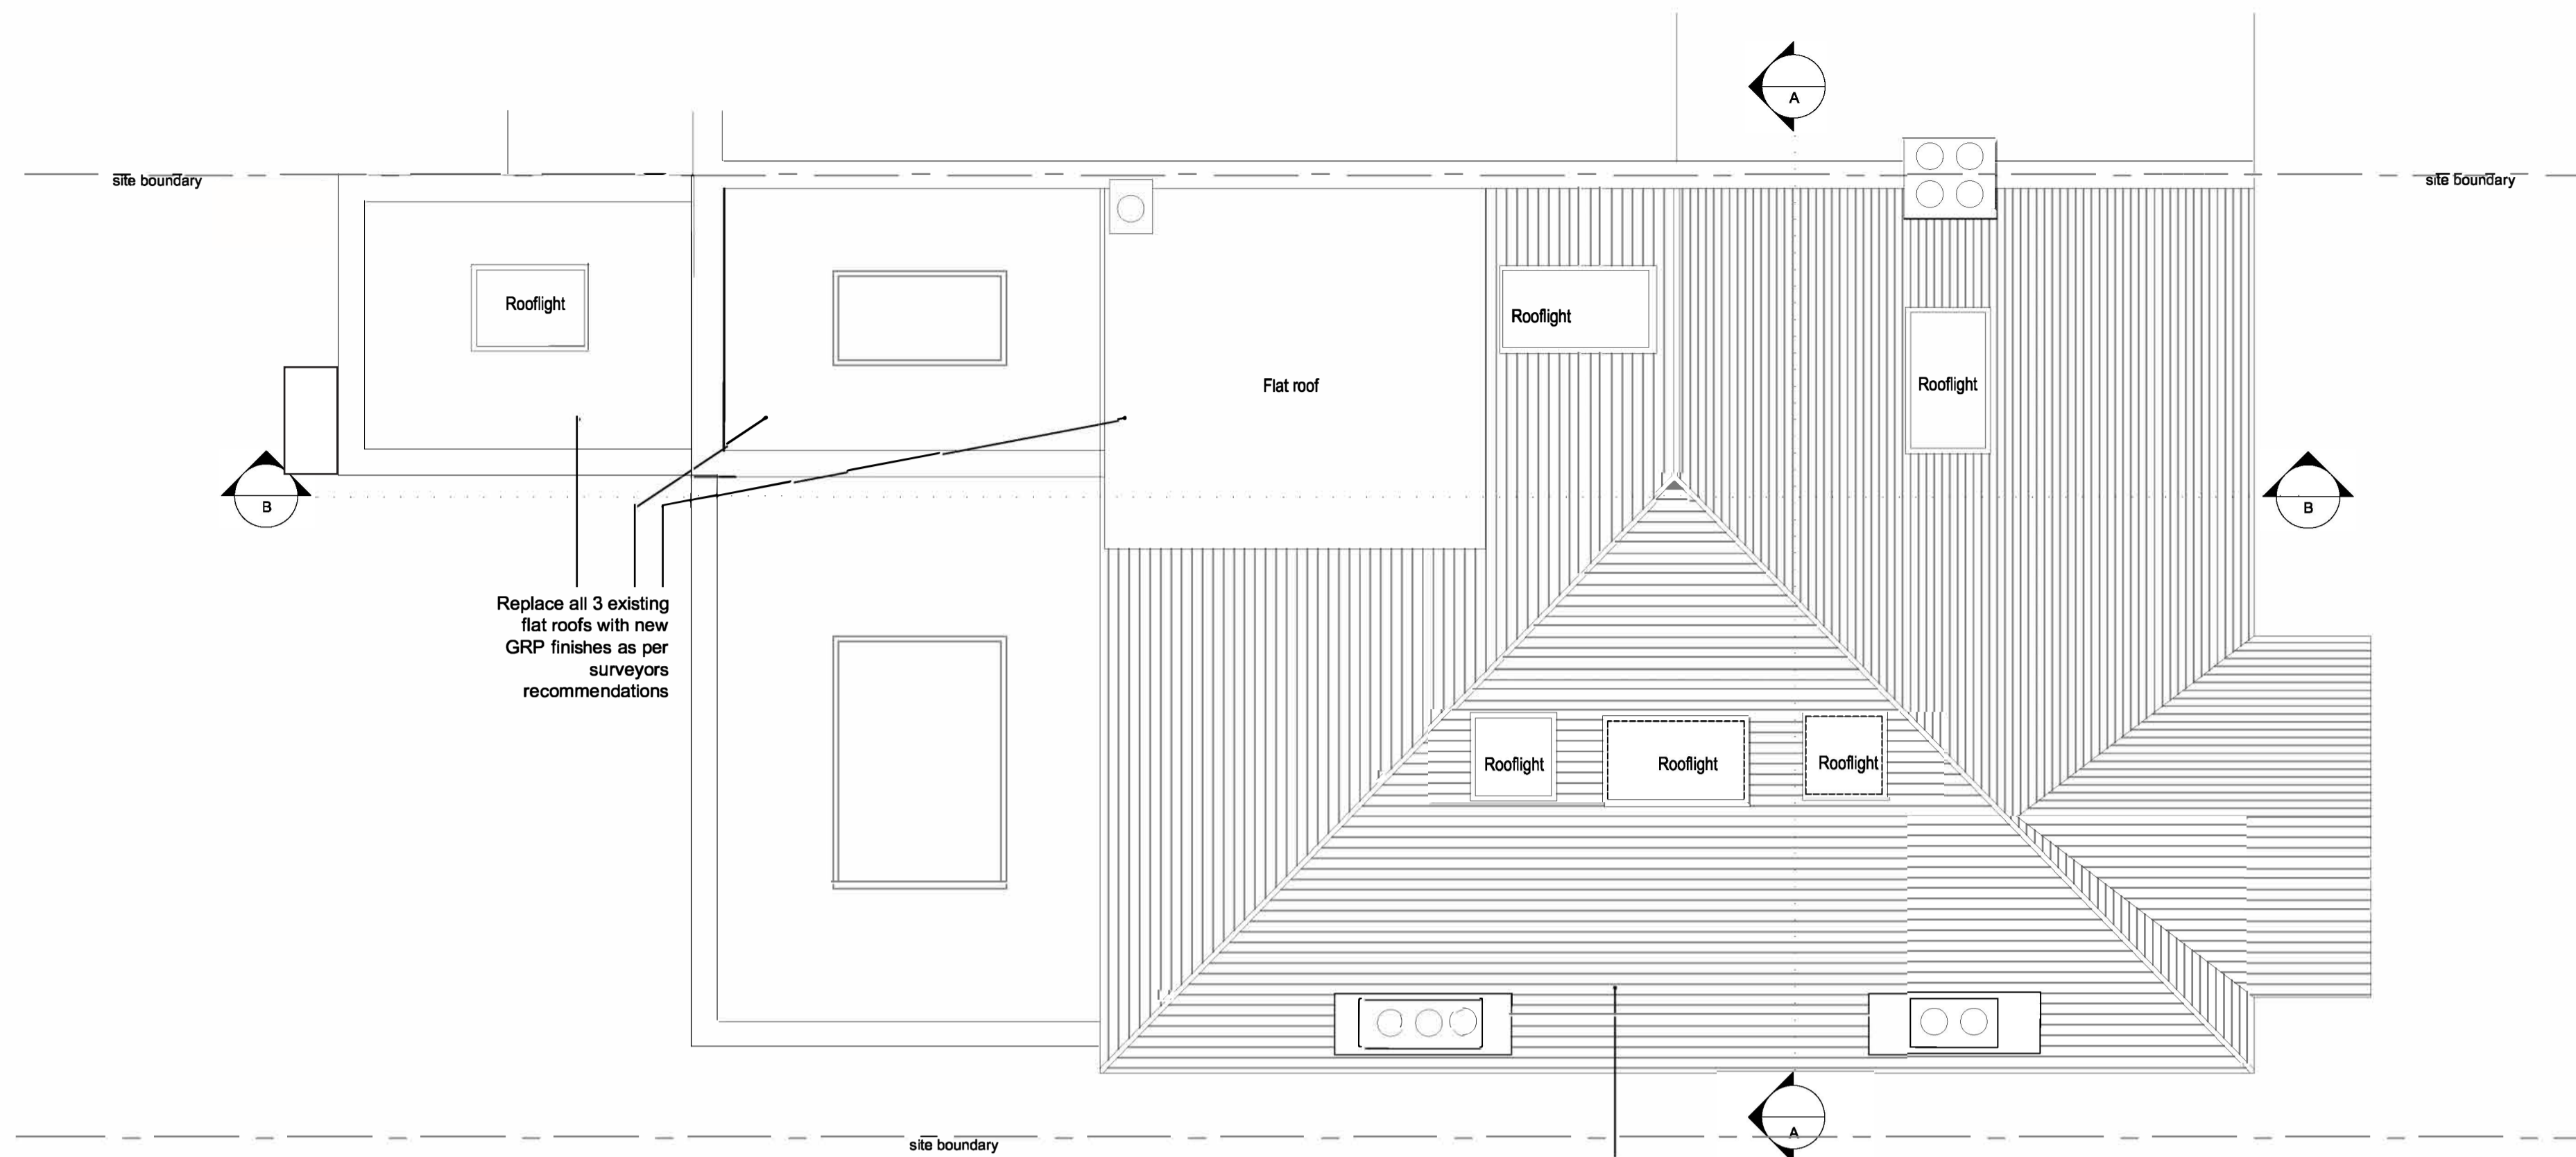 A
site boundary
site boundary
Rooflight
Rooflight
Flat roof
Rooflight
B
B
Replace all 3 existing
flat roofs with new
GRP finishes as per
surveyors
recommendations
Rooflight
Rooflight
Rooflight
A
site boundary